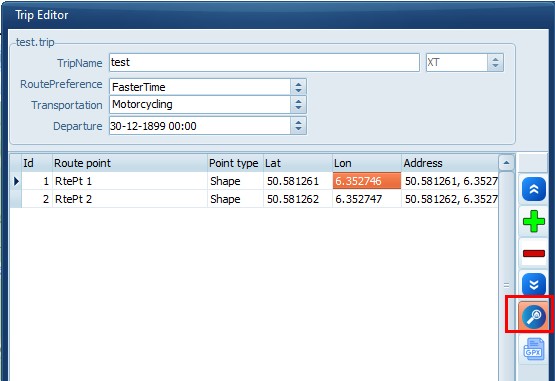 Trip Editor
test.trip
TripName test XT
RoutePreference FasterTime
Transportation Motorcycling
Departure 30-12-1899 00:00
Id Route point Point type Lat Lon Address
1 RtePt 1 Shape 50.581261 6.352746 50.581261, 6.3527
2 RtePt 2 Shape 50.581262 6.352747 50.581262, 6.3527
GPX